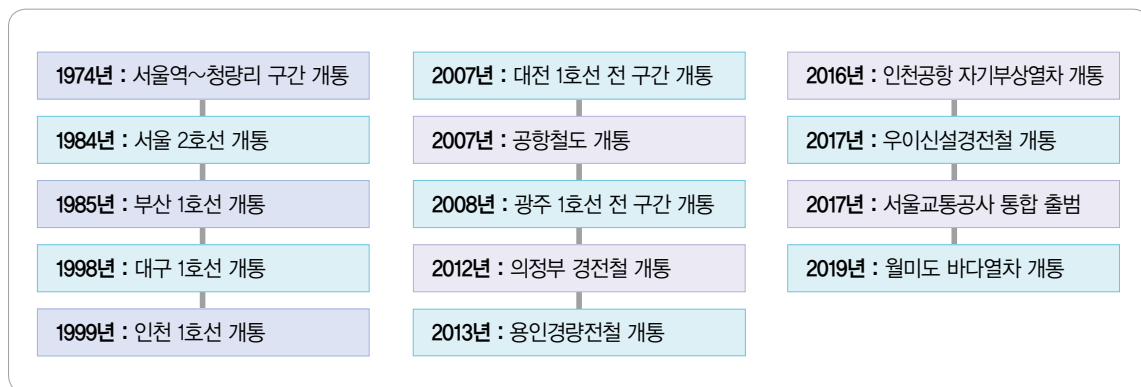 1974년 : 서울역~청량리 구간 개통
1984년 : 서울 2호선 개통
1985년 : 부산 1호선 개통
1998년 : 대구 1호선 개통
1999년 : 인천 1호선 개통
2007년 : 대전 1호선 전 구간 개통
2007년 : 공항철도 개통
2008년 : 광주 1호선 전 구간 개통
2012년 : 의정부 경전철 개통
2013년 : 용인경량전철 개통
2016년 : 인천공항 자기부상열차 개통
2017년 : 우이신설경전철 개통
2017년 : 서울교통공사 통합 출범
2019년 : 월미도 바다열차 개통